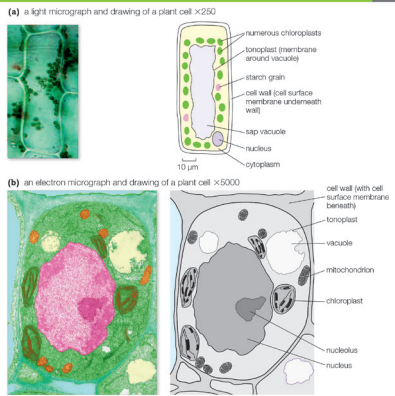 (a) a light micrograph and drawing of a plant cell ×250
numerous chloroplasts
tonoplast (membrane
around vacuole)
starch grain
cell wall (cell surface
membrane underneath
wall)
sap vacuole
nucleus
cytoplasm
10 µm
(b) an electron micrograph and drawing of a plant cell ×5000
cell wall (with cell
surface membrane
beneath)
tonoplast
vacuole
mitochondrion
chloroplast
nucleolus
nucleus